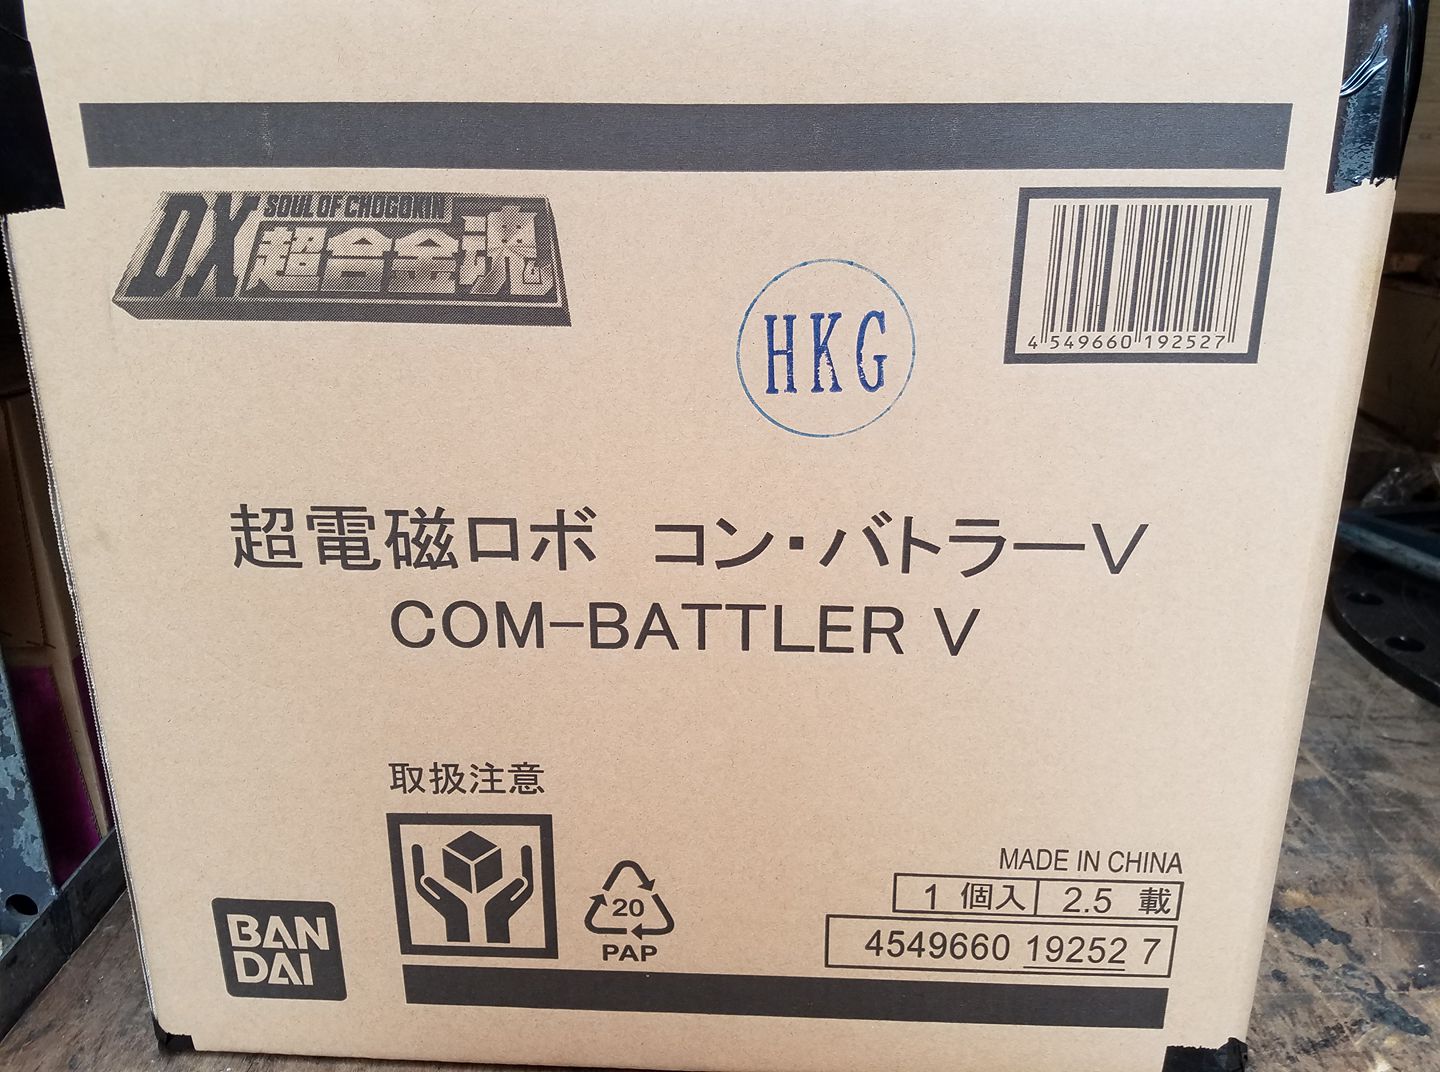 DX SOUL OF CHOGOKIN
超合金魂
HKG
4 549660 192527
超電磁ロボ コン・バトラーV
COM-BATTLER V
取扱注意
BAN
DAI
20
PAP
MADE IN CHINA
1 個入 2.5 載
4549660 19252 7